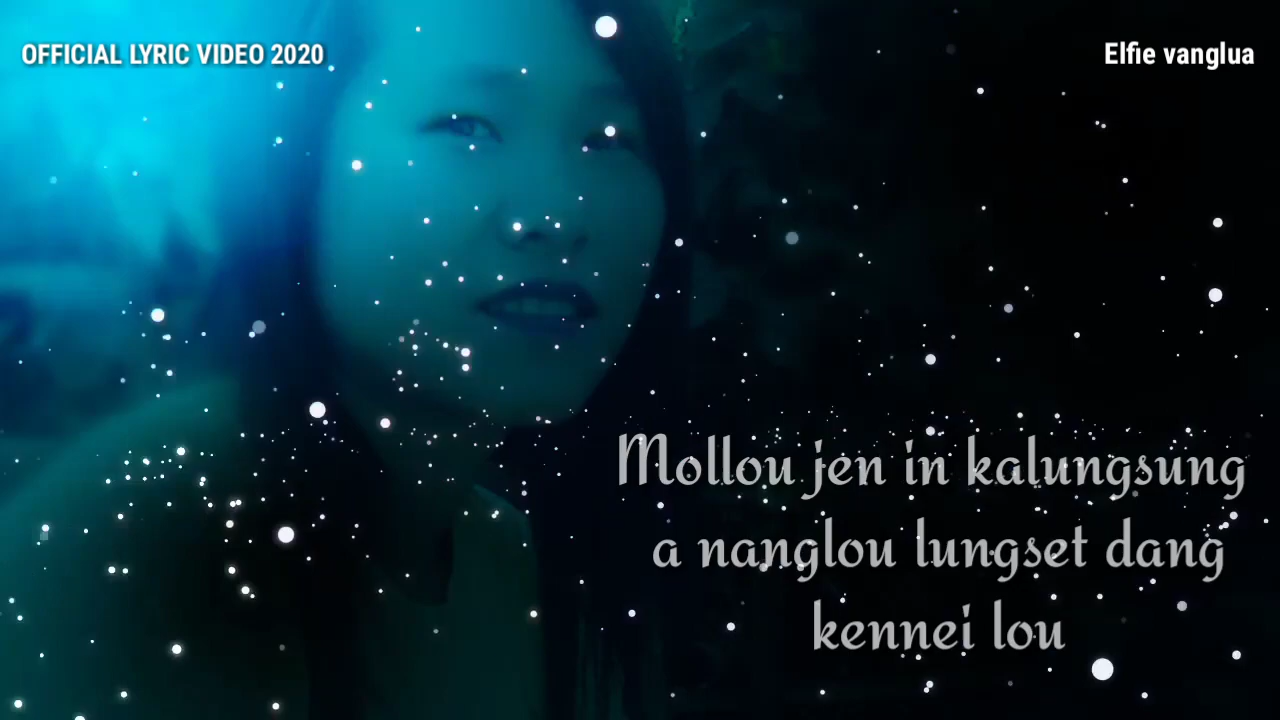 OFFICIAL LYRIC VIDEO 2020
Elfie vanglua
Mollou jen in kalungsung
a nanglou lungset dang
kennei lou